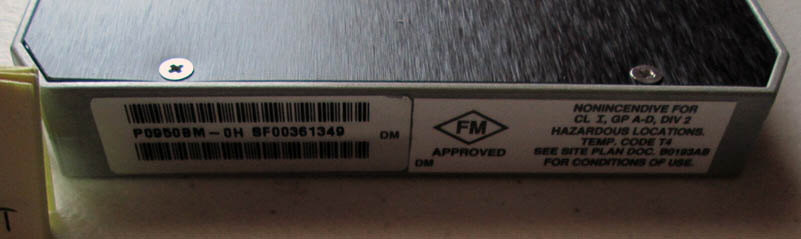 P0950BM-0H SF00361349
DM
FM
APPROVED
DM
NONINCENDIVE FOR
CL I, GP A-D, DIV 2
HAZARDOUS LOCATIONS.
TEMP. CODE T4
SEE SITE PLAN DOC. B0193AB
FOR CONDITIONS OF USE.
T